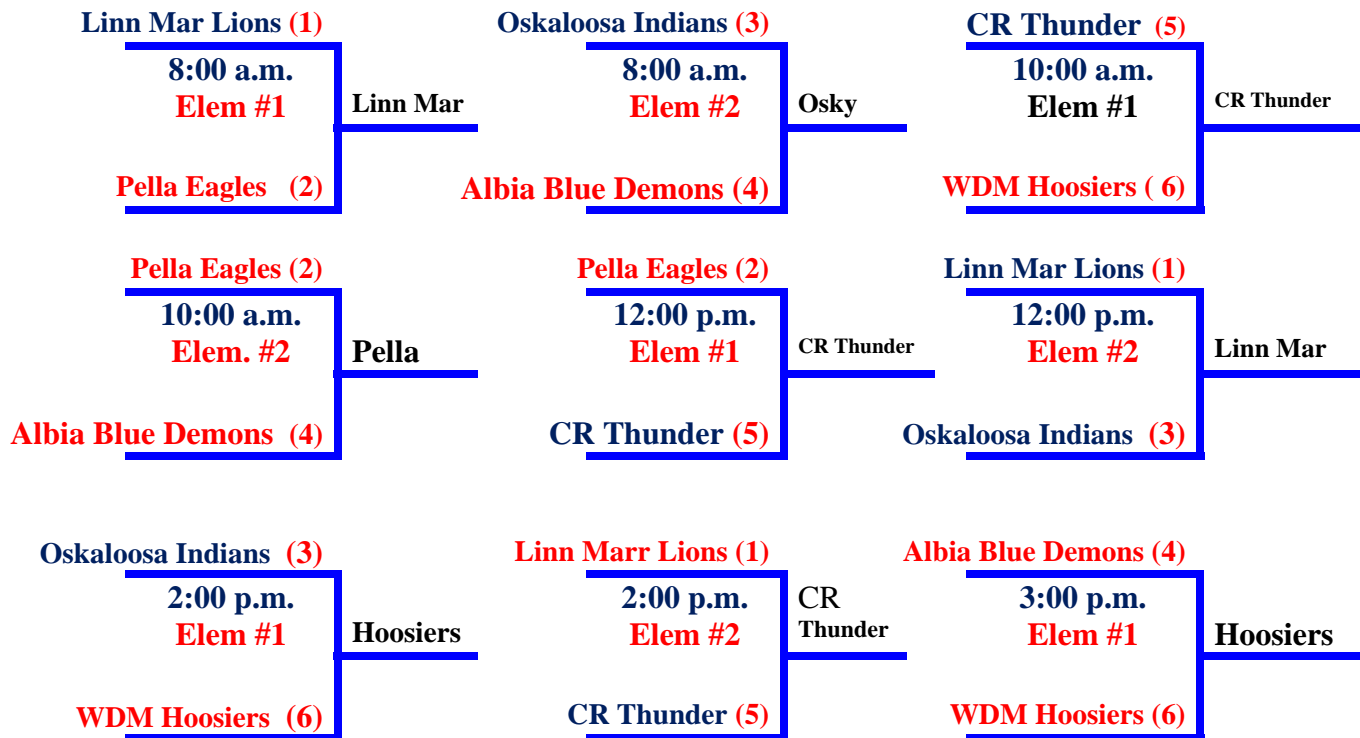 Linn Mar Lions (1)
8:00 a.m.
Elem #1
Linn Mar
Pella Eagles (2)
Oskaloosa Indians (3)
8:00 a.m.
Elem #2
Osky
Albia Blue Demons (4)
CR Thunder (5)
10:00 a.m.
Elem #1
CR Thunder
WDM Hoosiers ( 6)
Pella Eagles (2)
10:00 a.m.
Elem. #2
Pella
Albia Blue Demons (4)
Pella Eagles (2)
12:00 p.m.
Elem #1
CR Thunder
CR Thunder (5)
Linn Mar Lions (1)
12:00 p.m.
Elem #2
Linn Mar
Oskaloosa Indians (3)
Oskaloosa Indians (3)
2:00 p.m.
Elem #1
Hoosiers
WDM Hoosiers (6)
Linn Marr Lions (1)
2:00 p.m.
Elem #2
CR
Thunder
CR Thunder (5)
Albia Blue Demons (4)
3:00 p.m.
Elem #1
Hoosiers
WDM Hoosiers (6)